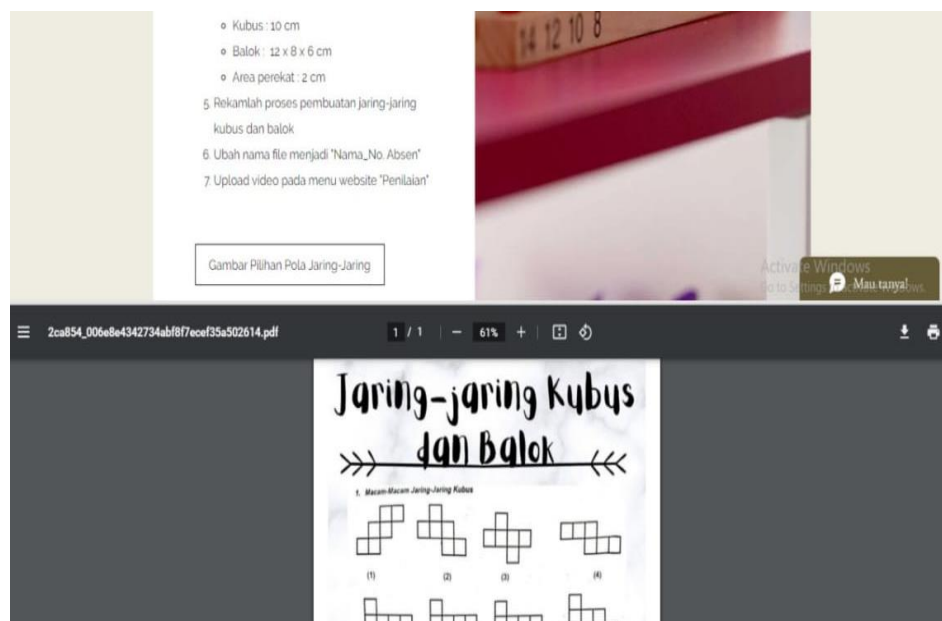 Kubus : 10 cm
Balok : 12 x 8 x 6 cm
Area perekat : 2 cm
5. Rekamlah proses pembuatan jaring-jaring
kubus dan balok
6. Ubah nama file menjadi "Nama_No. Absen"
7. Upload video pada menu website "Penilaian"
Gambar Pilihan Pola Jaring-Jaring
14 12 10 8
Activate Windows
Go to Settings
Mau tanya!
2ca854_006e8e4342734abf8f7ecef35a502614.pdf
1 / 1
61%
Jaring-jaring Kubus
dan Balok
1. Macam-Macam Jaring-Jaring Kubus
(1) (2) (3) (4)